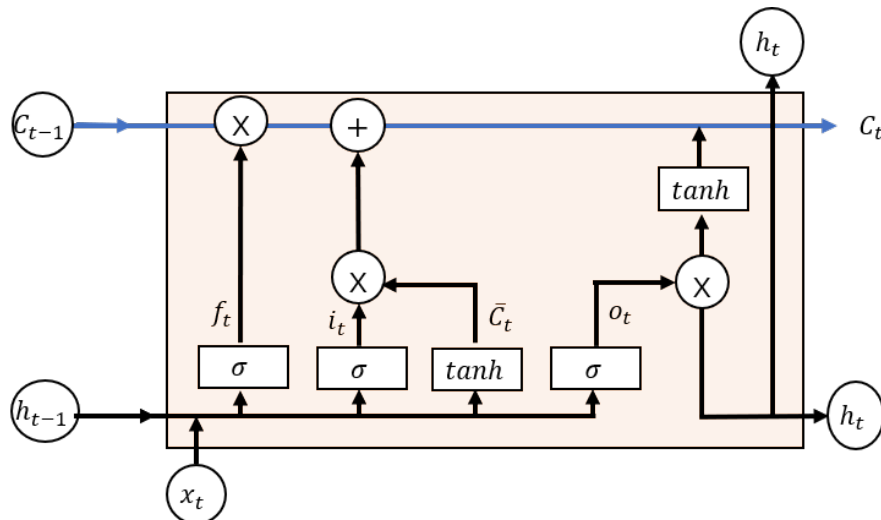 h_t
C_{t-1}
X
+
C_t
tanh
X
X
f_t
i_t
C̄_t
o_t
σ
σ
tanh
σ
h_{t-1}
h_t
x_t